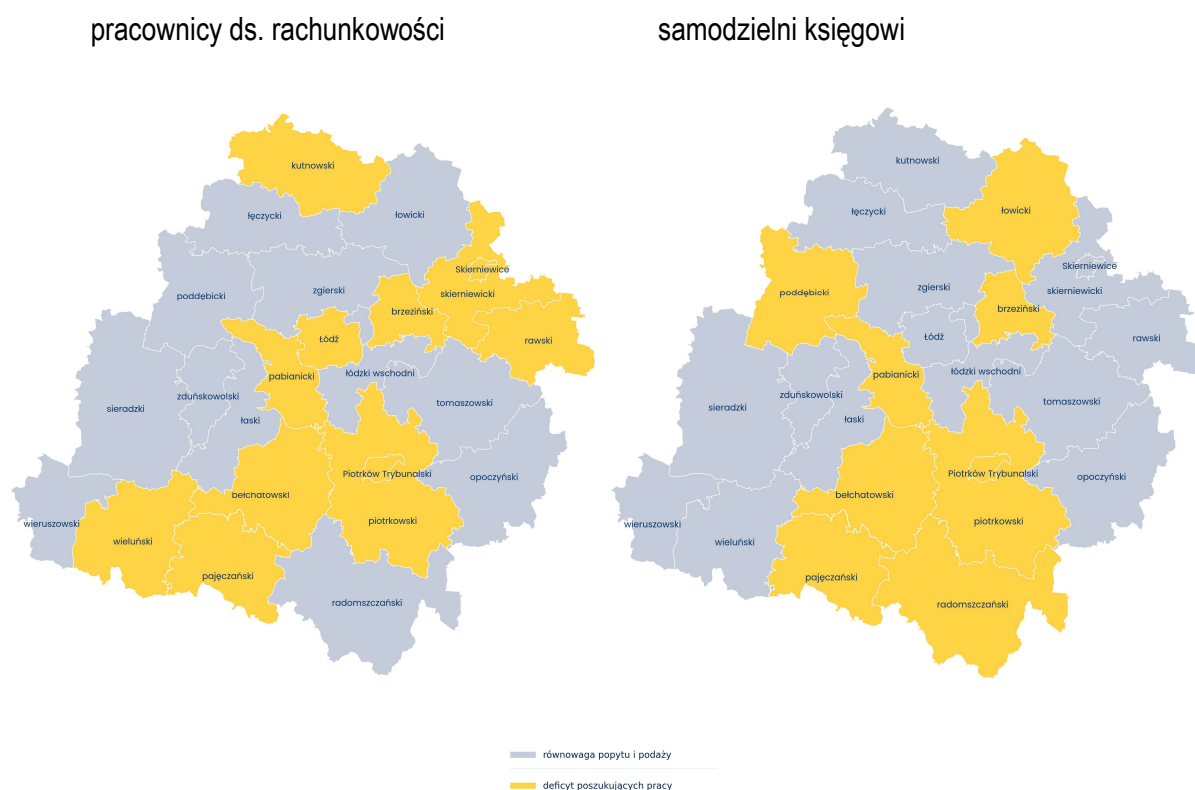 pracownicy ds. rachunkowości
samodzielni księgowi
kutnowski
łęczycki
łowicki
Skierniewice
poddębicki
zgierski
skierniewicki
brzeziński
Łódź
rawski
pabianicki
łódzki wschodni
zduńskowolski
tomaszowski
sieradzki
łaski
Piotrków Trybunalski
opoczyński
bełchatowski
wieruszowski
piotrkowski
wieluński
pajęczański
radomszczański
kutnowski
łęczycki
łowicki
Skierniewice
poddębicki
zgierski
skierniewicki
brzeziński
Łódź
rawski
pabianicki
łódzki wschodni
zduńskowolski
tomaszowski
sieradzki
łaski
Piotrków Trybunalski
opoczyński
bełchatowski
wieruszowski
piotrkowski
wieluński
pajęczański
radomszczański
równowaga popytu i podaży
deficyt poszukujących pracy